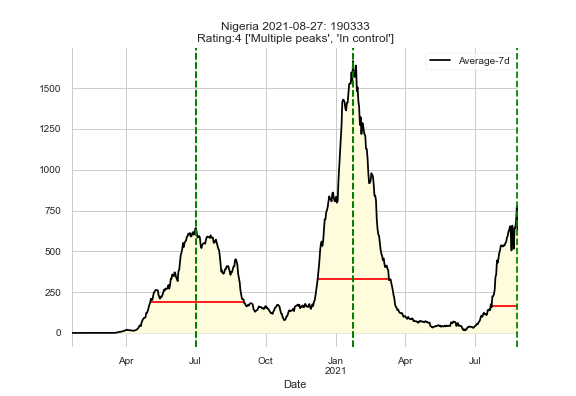 Nigeria 2021-08-27: 190333
Rating:4 ['Multiple peaks', 'In control']
Average-7d
1500
1250
1000
750
500
250
0
Apr Jul Oct Jan Apr Jul
2021
Date